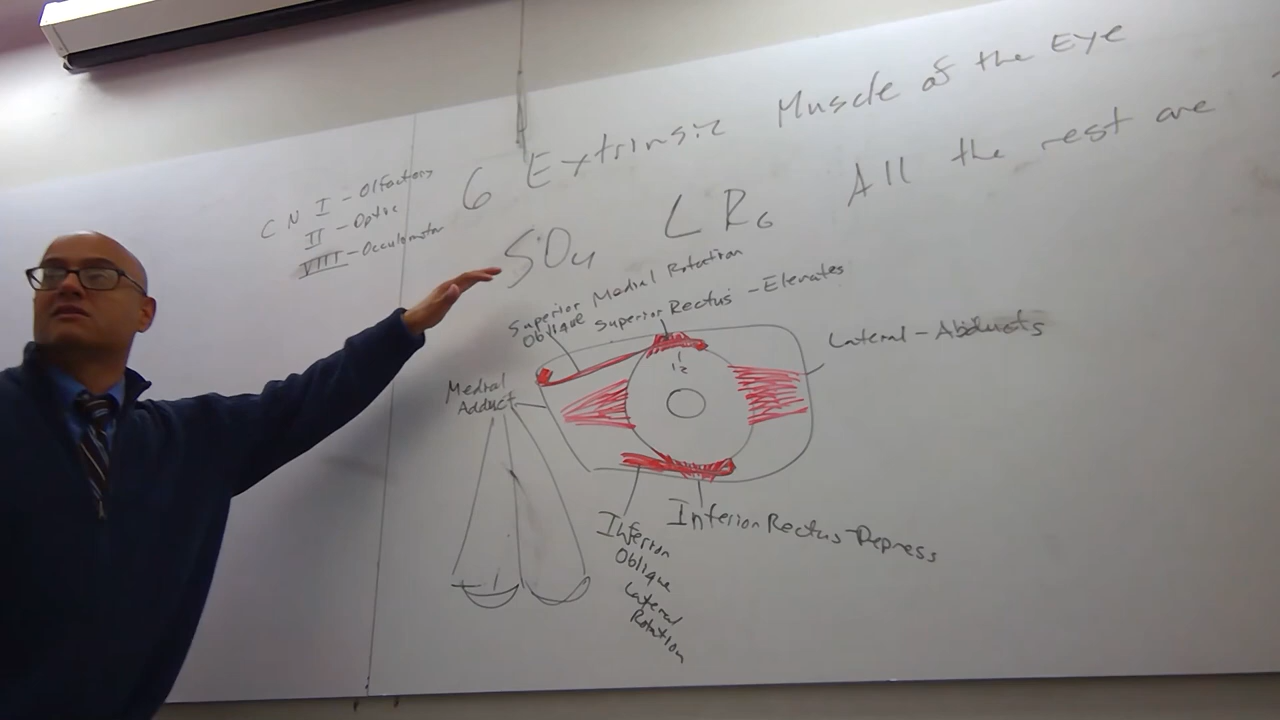 6 Extrinsic Muscle of the Eye
SO4 LR6 All the rest are
C N I - Olfactory
II - Optic
VIII - Occulomotor
Superior Medial Rotation
Oblique
Superior Rectus - Elevates
Lateral - Abducts
12
Medial
Adduct
Inferior Rectus - Depress
Inferior
Oblique
Lateral
Rotation